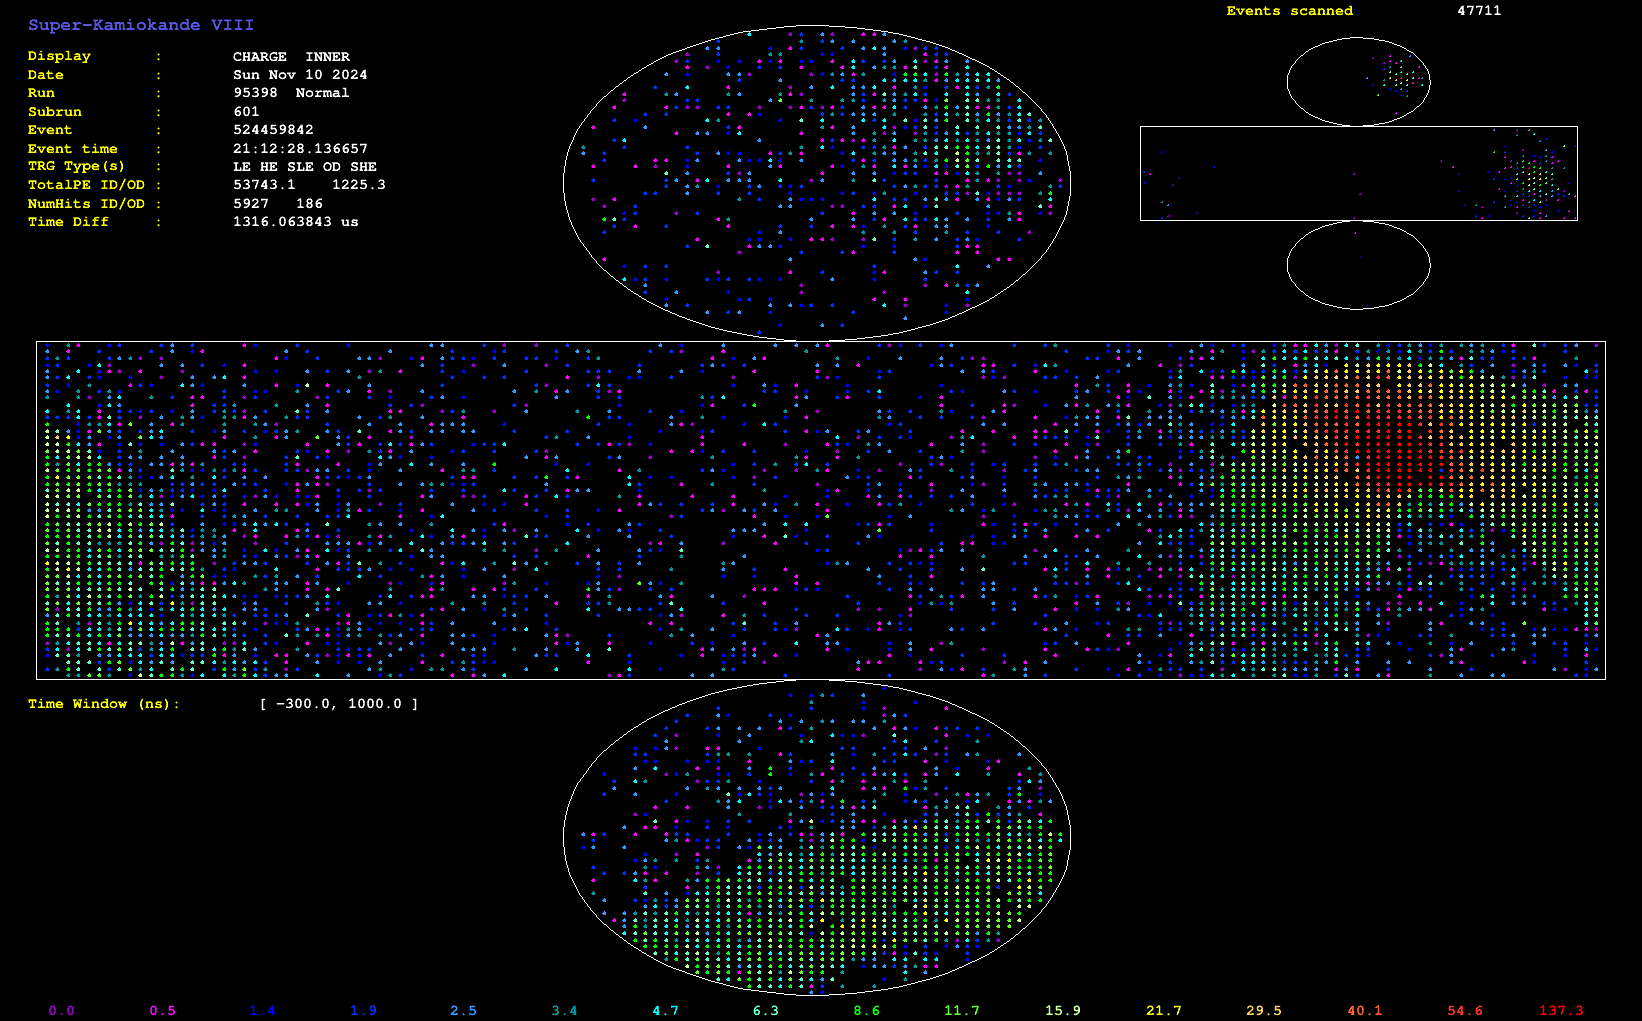 Super-Kamiokande VIII
Events scanned 47711
Display : CHARGE INNER
Date : Sun Nov 10 2024
Run : 95398 Normal
Subrun : 601
Event : 524459842
Event time : 21:12:28.136657
TRG Type(s) : LE HE SLE OD SHE
TotalPE ID/OD : 53743.1 1225.3
NumHits ID/OD : 5927 186
Time Diff : 1316.063843 us
Time Window (ns): [ -300.0, 1000.0 ]
0.0 0.5 1.4 1.9 2.5 3.4 4.7 6.3 8.6 11.7 15.9 21.7 29.5 40.1 54.6 137.3